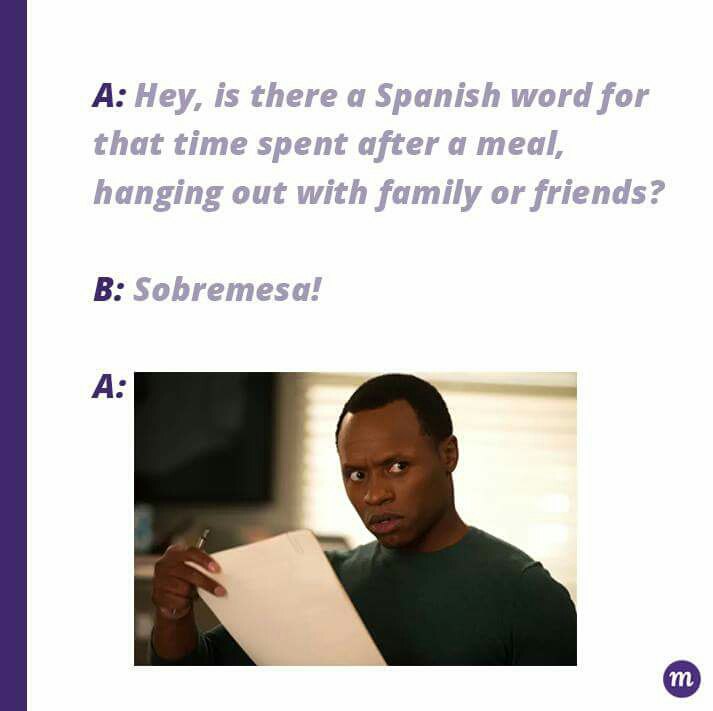 A: Hey, is there a Spanish word for
that time spent after a meal,
hanging out with family or friends?
B: Sobremesa!
A:
m